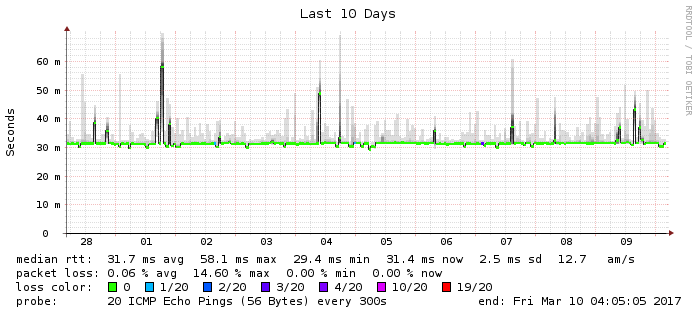 Last 10 Days
RRDTOOL / TOBI OETIKER
Seconds
60 m
50 m
40 m
30 m
20 m
10 m
0
28 01 02 03 04 05 06 07 08 09
median rtt: 31.7 ms avg 58.1 ms max 29.4 ms min 31.4 ms now 2.5 ms sd 12.7 am/s
packet loss: 0.06 % avg 14.60 % max 0.00 % min 0.00 % now
loss color: 0 1/20 2/20 3/20 4/20 10/20 19/20
probe: 20 ICMP Echo Pings (56 Bytes) every 300s end: Fri Mar 10 04:05:05 2017